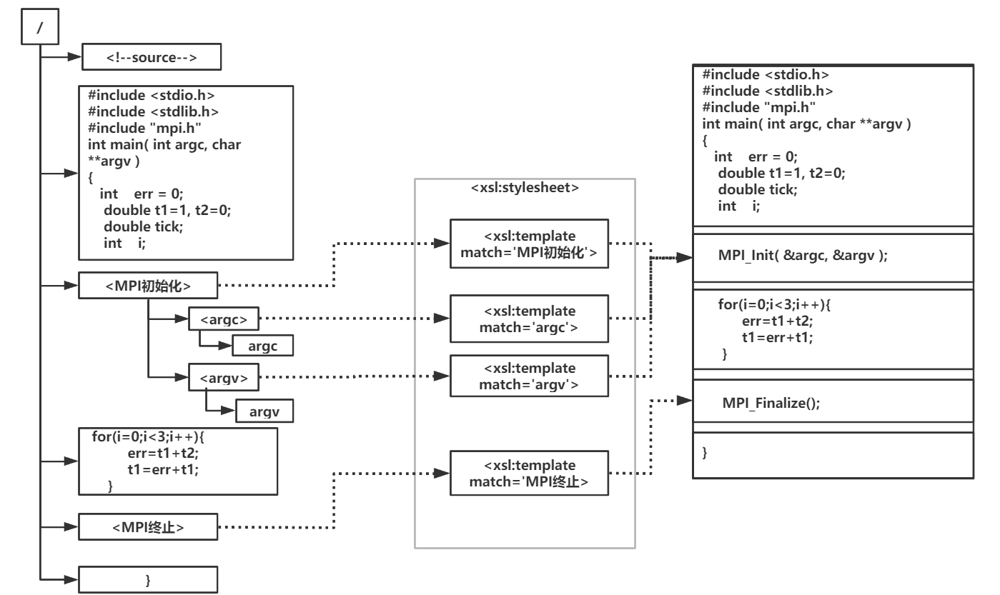 /
<!--source-->
#include <stdio.h>
#include <stdlib.h>
#include "mpi.h"
int main( int argc, char
**argv )
{
int err = 0;
double t1=1, t2=0;
double tick;
int i;
<MPI初始化>
<argc>
argc
<argv>
argv
for(i=0;i<3;i++){
err=t1+t2;
t1=err+t1;
}
<MPI终止>
}
<xsl:stylesheet>
<xsl:template
match='MPI初始化'>
<xsl:template
match='argc'>
<xsl:template
match='argv'>
<xsl:template
match='MPI终止>
#include <stdio.h>
#include <stdlib.h>
#include "mpi.h"
int main( int argc, char **argv )
{
int err = 0;
double t1=1, t2=0;
double tick;
int i;
MPI_Init( &argc, &argv );
for(i=0;i<3;i++){
err=t1+t2;
t1=err+t1;
}
MPI_Finalize();
}